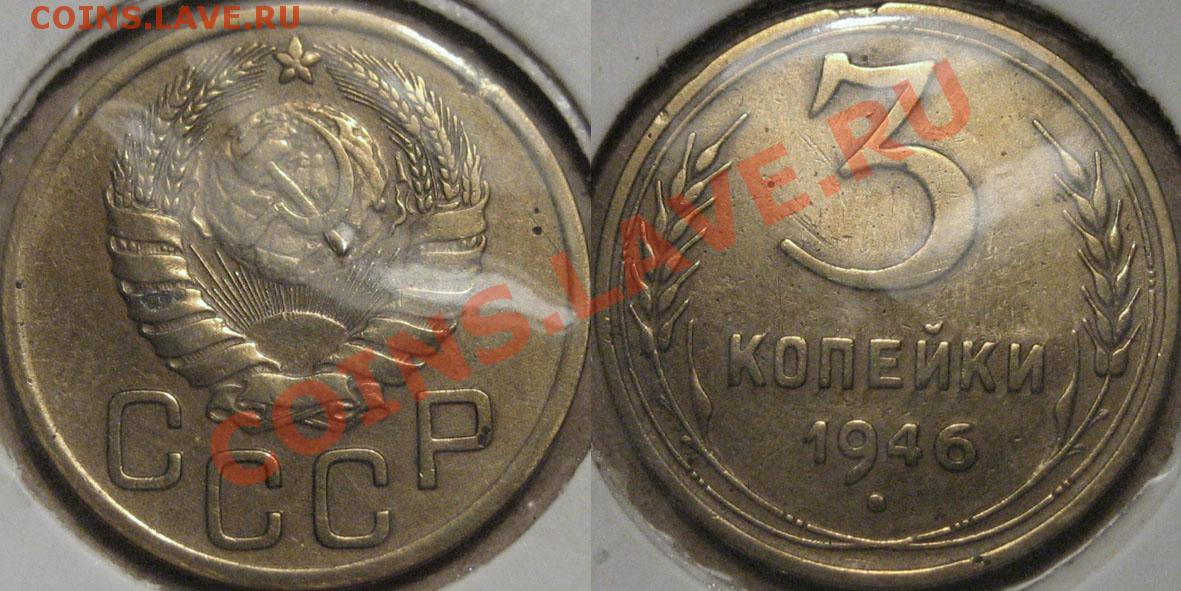 COINS.LAVE.RU
СССР
3
КОПЕЙКИ
1946
COINS.LAVE.RU